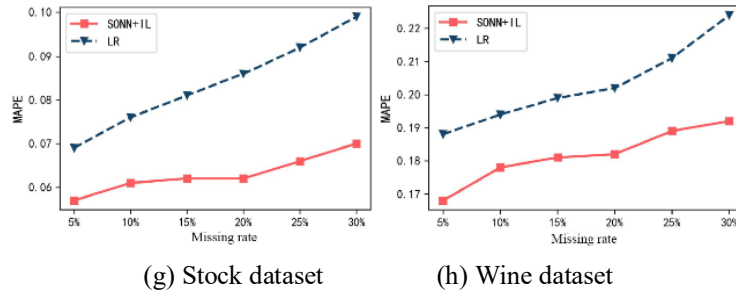 SONN+IL
LR
0.10
0.09
0.08
0.07
0.06
MAPE
5% 10% 15% 20% 25% 30%
Missing rate
(g) Stock dataset
SONN+IL
LR
0.22
0.21
0.20
0.19
0.18
0.17
MAPE
5% 10% 15% 20% 25% 30%
Missing rate
(h) Wine dataset